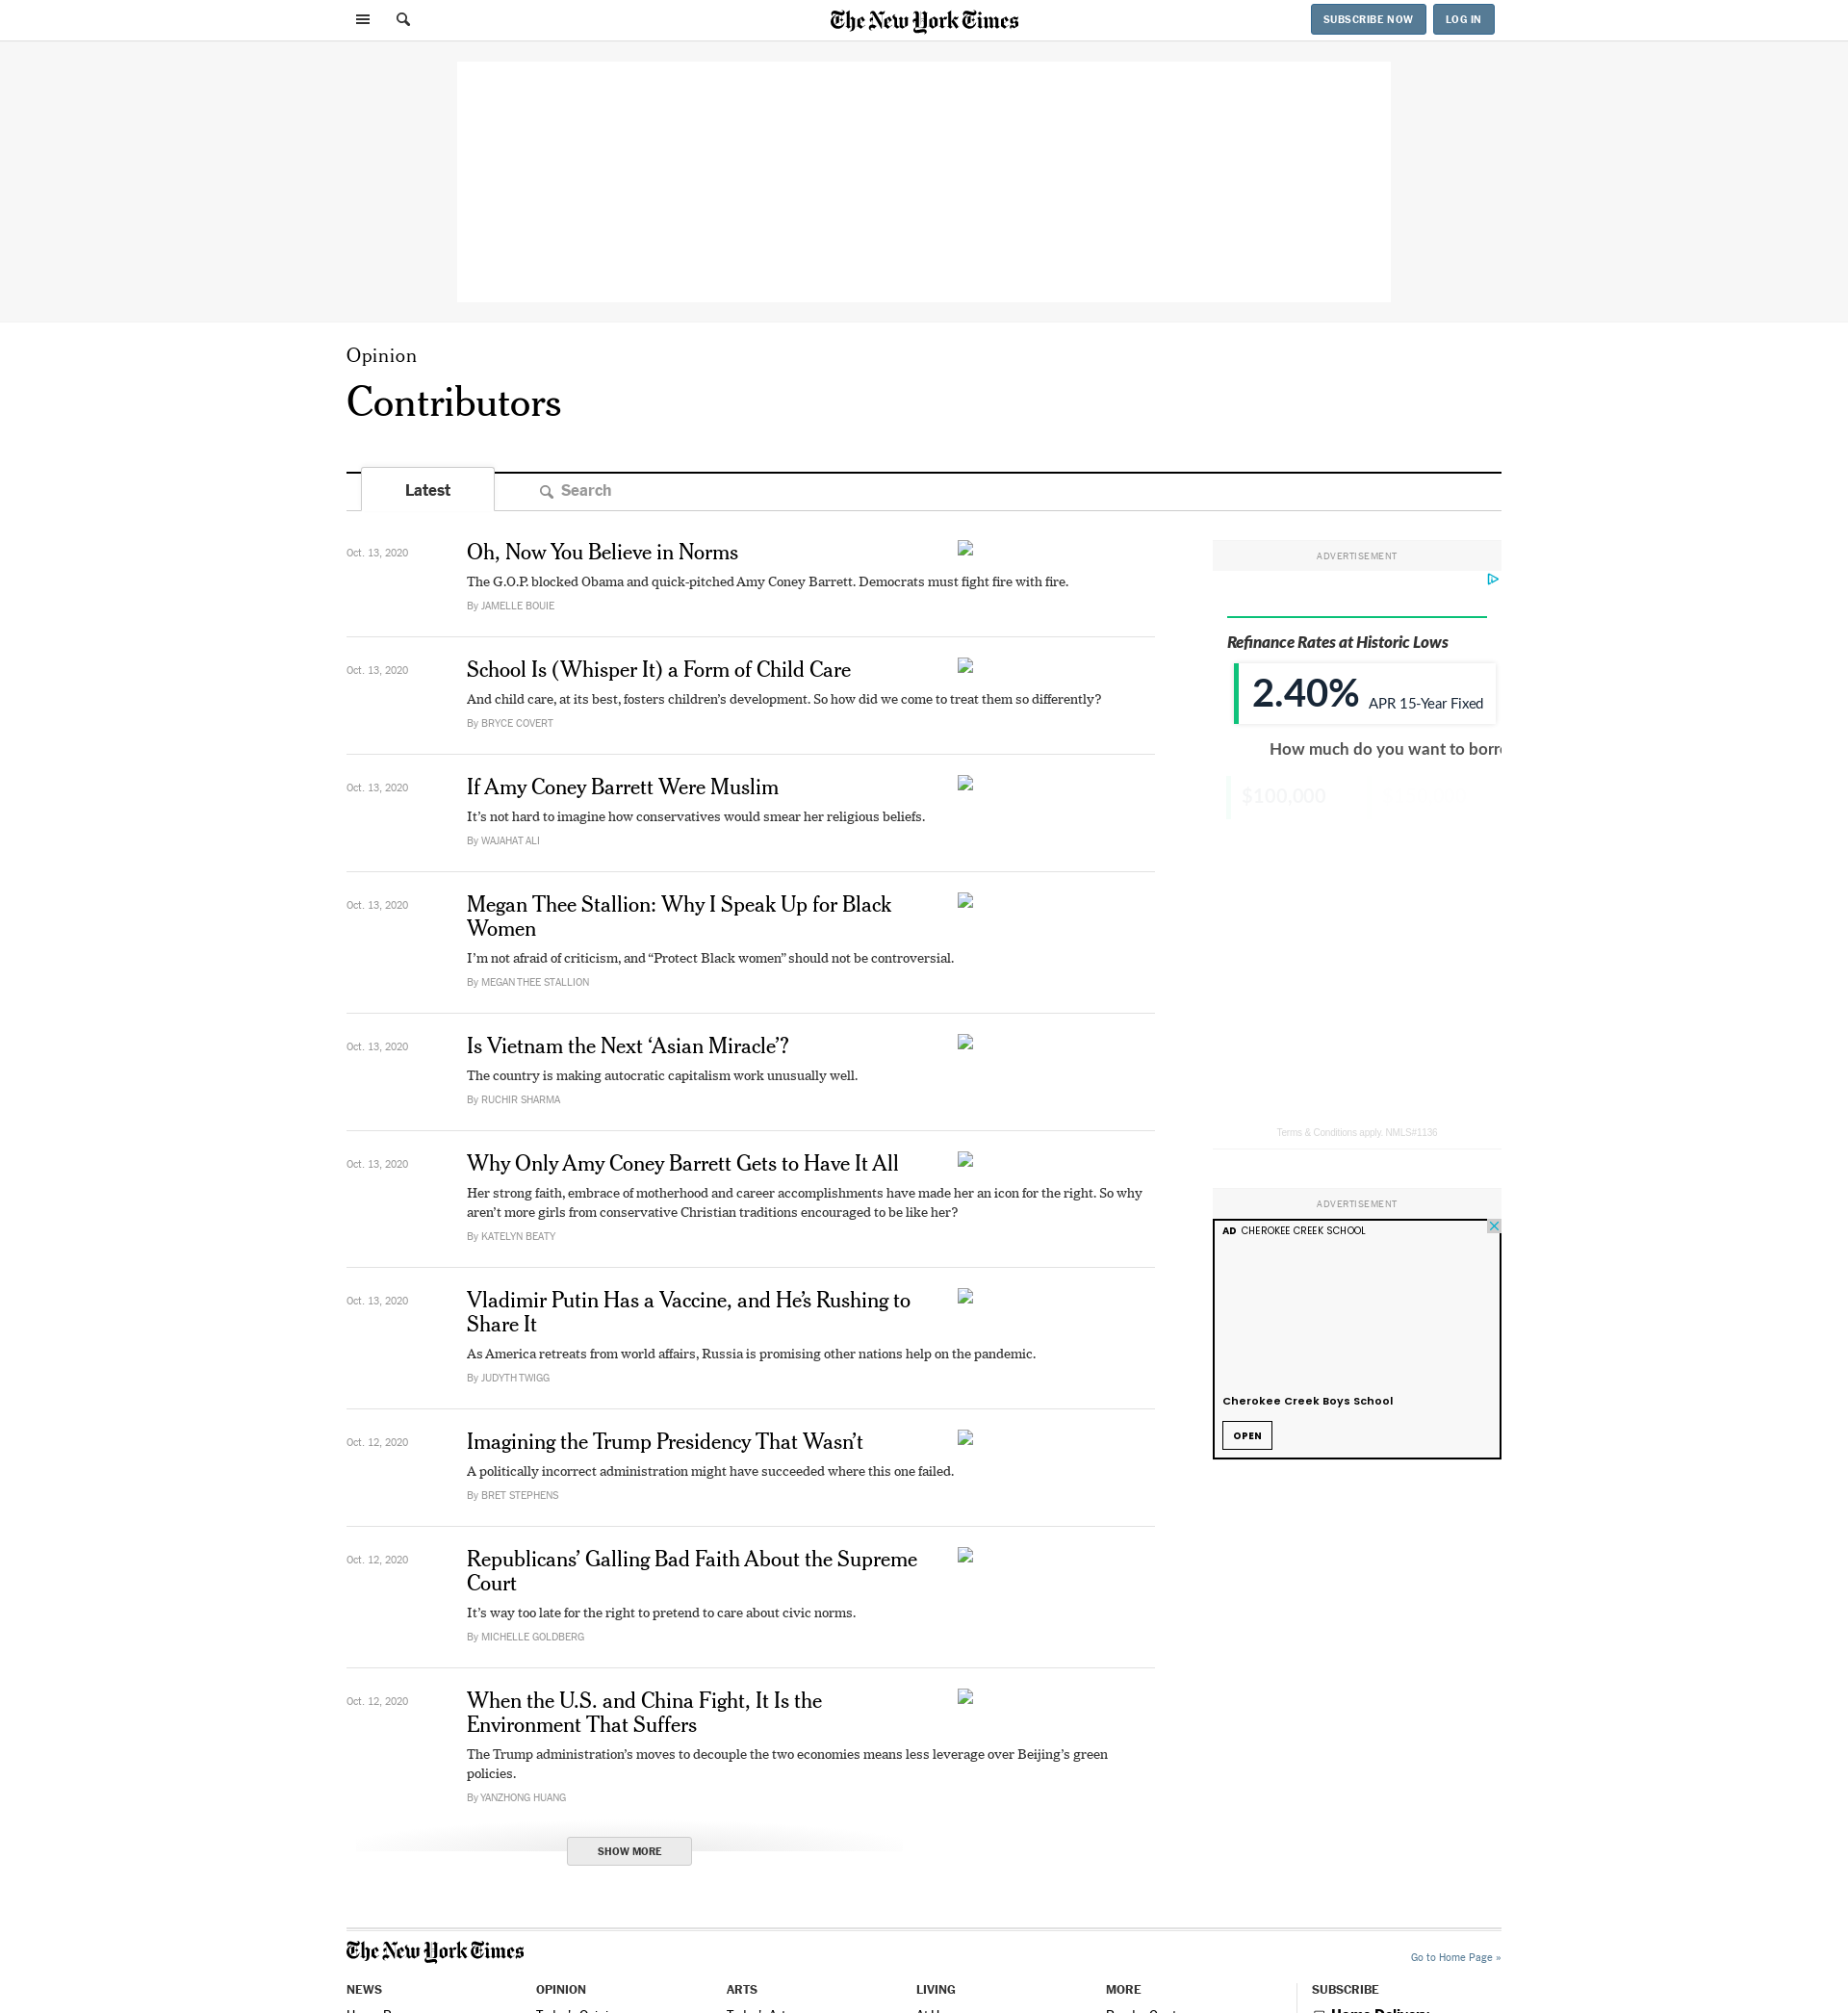 The New York Times
SUBSCRIBE NOW
LOG IN
Opinion
Contributors
Latest
Search
Oct. 13, 2020
Oh, Now You Believe in Norms
The G.O.P. blocked Obama and quick-pitched Amy Coney Barrett. Democrats must fight fire with fire.
By JAMELLE BOUIE
Oct. 13, 2020
School Is (Whisper It) a Form of Child Care
And child care, at its best, fosters children’s development. So how did we come to treat them so differently?
By BRYCE COVERT
Oct. 13, 2020
If Amy Coney Barrett Were Muslim
It’s not hard to imagine how conservatives would smear her religious beliefs.
By WAJAHAT ALI
Oct. 13, 2020
Megan Thee Stallion: Why I Speak Up for Black
Women
I’m not afraid of criticism, and “Protect Black women” should not be controversial.
By MEGAN THEE STALLION
Oct. 13, 2020
Is Vietnam the Next ‘Asian Miracle’?
The country is making autocratic capitalism work unusually well.
By RUCHIR SHARMA
Oct. 13, 2020
Why Only Amy Coney Barrett Gets to Have It All
Her strong faith, embrace of motherhood and career accomplishments have made her an icon for the right. So why
aren’t more girls from conservative Christian traditions encouraged to be like her?
By KATELYN BEATY
Oct. 13, 2020
Vladimir Putin Has a Vaccine, and He’s Rushing to
Share It
As America retreats from world affairs, Russia is promising other nations help on the pandemic.
By JUDYTH TWIGG
Oct. 12, 2020
Imagining the Trump Presidency That Wasn’t
A politically incorrect administration might have succeeded where this one failed.
By BRET STEPHENS
Oct. 12, 2020
Republicans’ Galling Bad Faith About the Supreme
Court
It’s way too late for the right to pretend to care about civic norms.
By MICHELLE GOLDBERG
Oct. 12, 2020
When the U.S. and China Fight, It Is the
Environment That Suffers
The Trump administration’s moves to decouple the two economies means less leverage over Beijing’s green
policies.
By YANZHONG HUANG
SHOW MORE
ADVERTISEMENT
Refinance Rates at Historic Lows
2.40% APR 15-Year Fixed
How much do you want to
$100,000
Terms & Conditions apply. NMLS#1136
ADVERTISEMENT
AD CHEROKEE CREEK SCHOOL
Cherokee Creek Boys School
OPEN
The New York Times
Go to Home Page »
NEWS
OPINION
ARTS
LIVING
MORE
SUBSCRIBE
Home Delivery